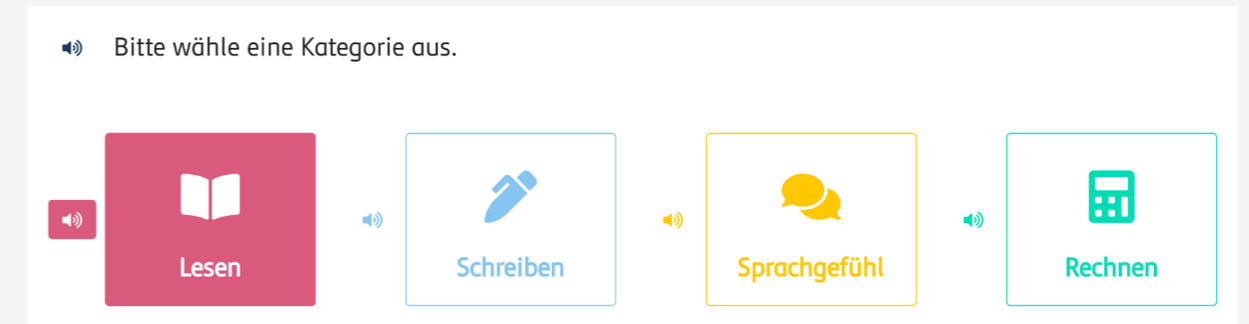 Bitte wähle eine Kategorie aus.
Lesen
Schreiben
Sprachgefühl
Rechnen